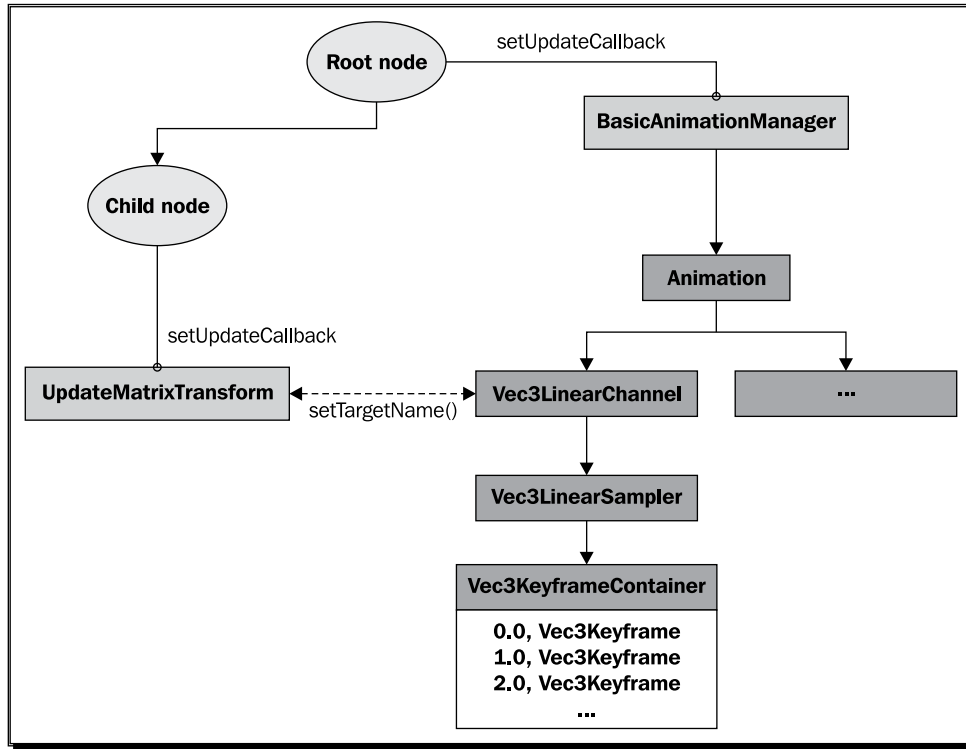 setUpdateCallback
Root node
BasicAnimationManager
Child node
Animation
setUpdateCallback
UpdateMatrixTransform
setTargetName()
Vec3LinearChannel
...
Vec3LinearSampler
Vec3KeyframeContainer
0.0, Vec3Keyframe
1.0, Vec3Keyframe
2.0, Vec3Keyframe
...